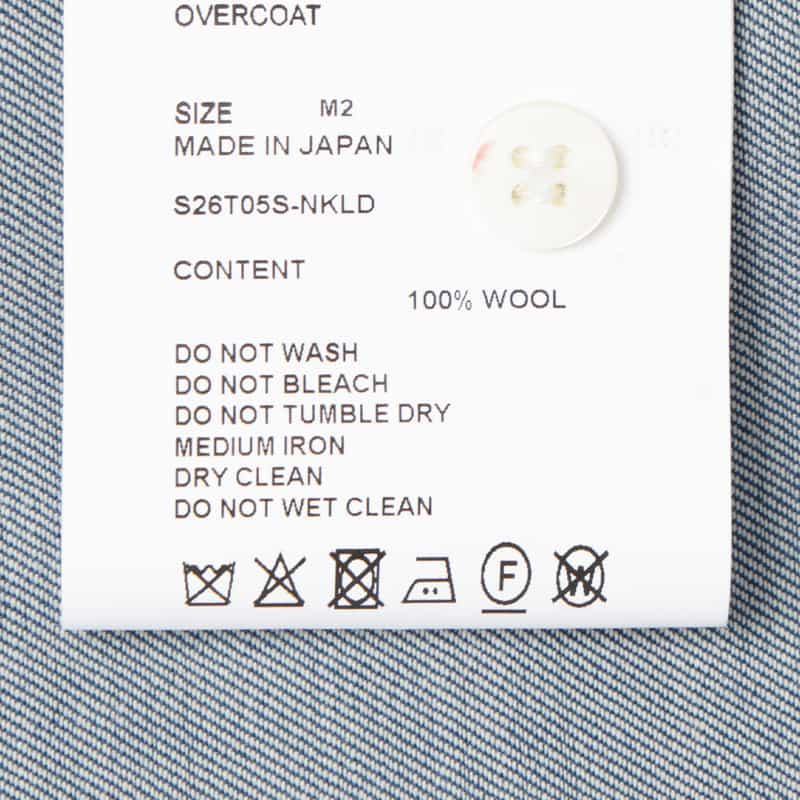 OVERCOAT
SIZE M2
MADE IN JAPAN
S26T05S-NKLD
CONTENT
100% WOOL
DO NOT WASH
DO NOT BLEACH
DO NOT TUMBLE DRY
MEDIUM IRON
DRY CLEAN
DO NOT WET CLEAN
F W